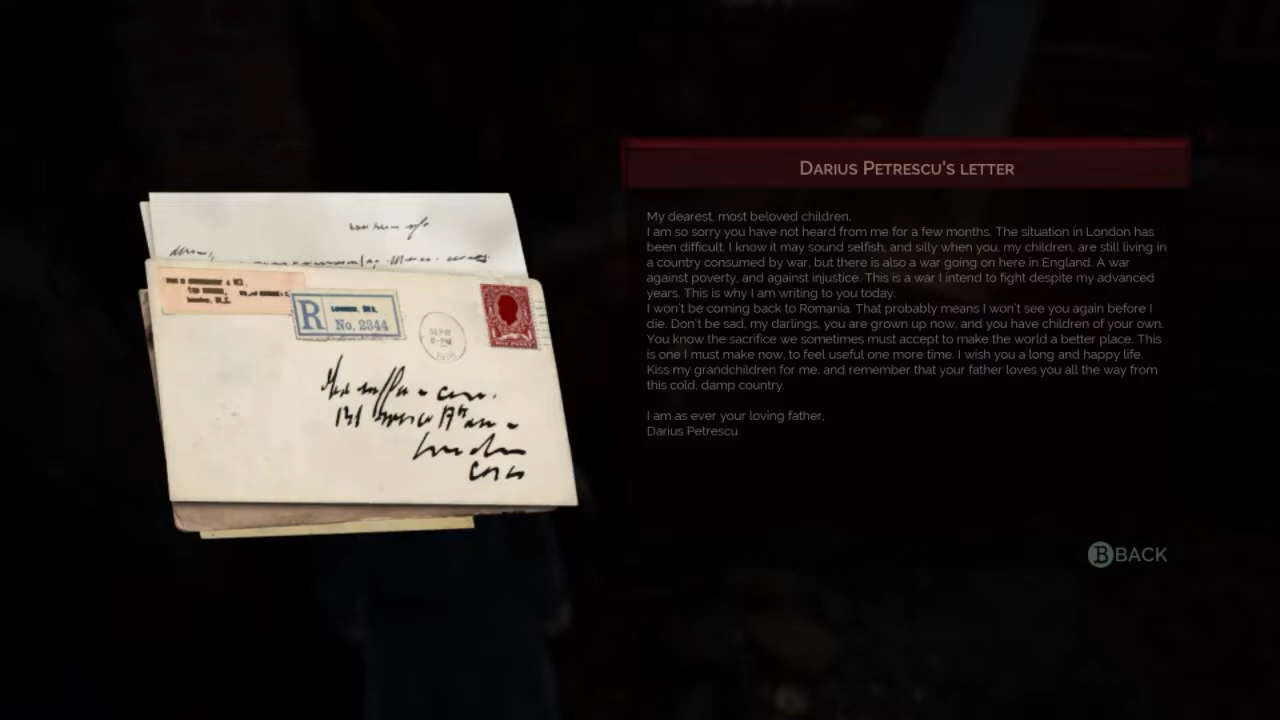 DARIUS PETRESCU'S LETTER
My dearest, most beloved children,
I am so sorry you have not heard from me for a few months. The situation in London has
been difficult. I know it may sound selfish, and silly when you, my children, are still living in
a country consumed by war, but there is also a war going on here in England. A war
against poverty, and against injustice. This is a war I intend to fight despite my advanced
years. This is why I am writing to you today.
I won't be coming back to Romania. That probably means I won't see you again before I
die. Don't be sad, my darlings, you are grown up now, and you have children of your own.
You know the sacrifice we sometimes must accept to make the world a better place. This
is one I must make now, to feel useful one more time. I wish you a long and happy life.
Kiss my grandchildren for me, and remember that your father loves you all the way from
this cold, damp country.
I am as ever your loving father,
Darius Petrescu
R
No. 2344
London
B BACK